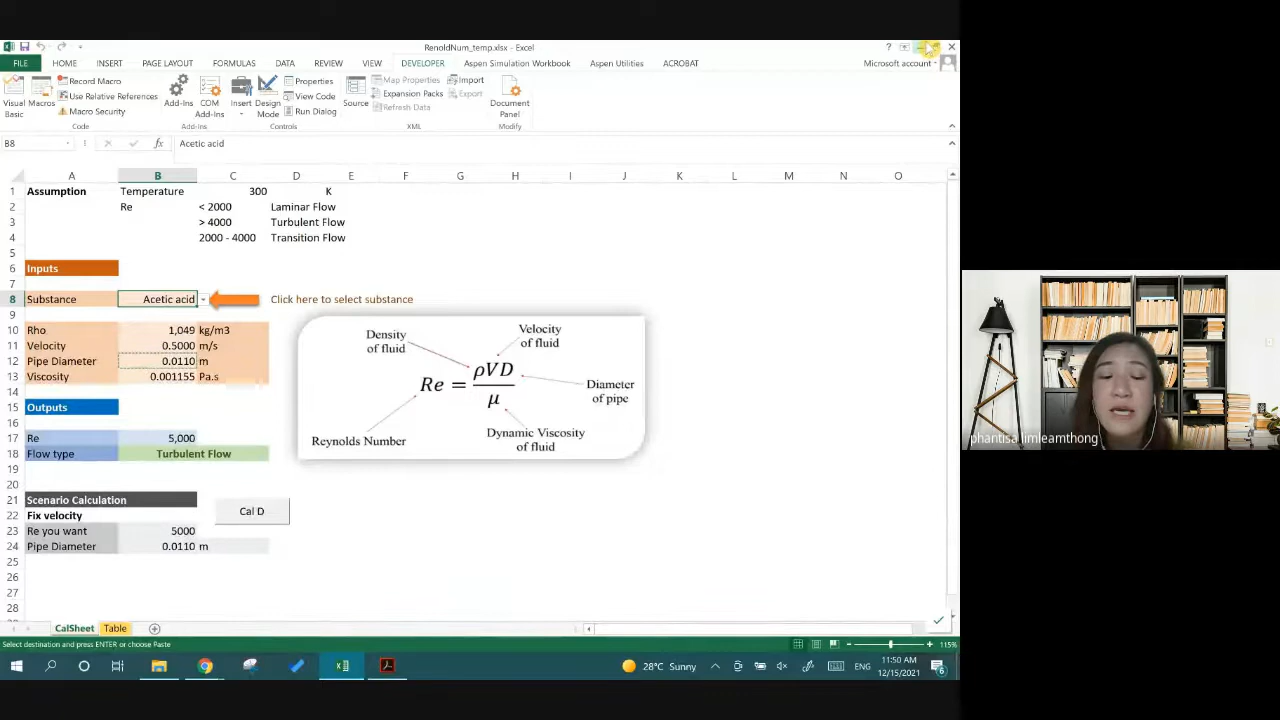 RenoldNum_temp.xlsx - Excel
FILE HOME INSERT PAGE LAYOUT FORMULAS DATA REVIEW VIEW DEVELOPER Aspen Simulation Workbook Aspen Utilities ACROBAT Microsoft account
Visual Basic
Macros
Record Macro
Use Relative References
Macro Security
Code
Add-Ins
COM Add-Ins
Add-Ins
Insert
Design Mode
Properties
View Code
Run Dialog
Controls
Source
Map Properties
Expansion Packs
Refresh Data
Import
Export
XML
Document Panel
Modify
B8 fx Acetic acid
A B C D E F G H I J K L M N O
1 Assumption Temperature 300 K
2 Re < 2000 Laminar Flow
3 > 4000 Turbulent Flow
4 2000 - 4000 Transition Flow
5
6 Inputs
7
8 Substance Acetic acid Click here to select substance
9
10 Rho 1,049 kg/m3
11 Velocity 0.5000 m/s
12 Pipe Diameter 0.0110 m
13 Viscosity 0.001155 Pa.s
14
15 Outputs
16
17 Re 5,000
18 Flow type Turbulent Flow
19
20
21 Scenario Calculation
22 Fix velocity
23 Re you want 5000
24 Pipe Diameter 0.0110 m
25
26
27
28
Cal D
Density of fluid
Velocity of fluid
Re = ρVD / μ
Diameter of pipe
Reynolds Number
Dynamic Viscosity of fluid
phantisa limleamthong
CalSheet Table
Select destination and press ENTER or choose Paste
115%
28°C Sunny
ENG
11:50 AM
12/15/2021
6